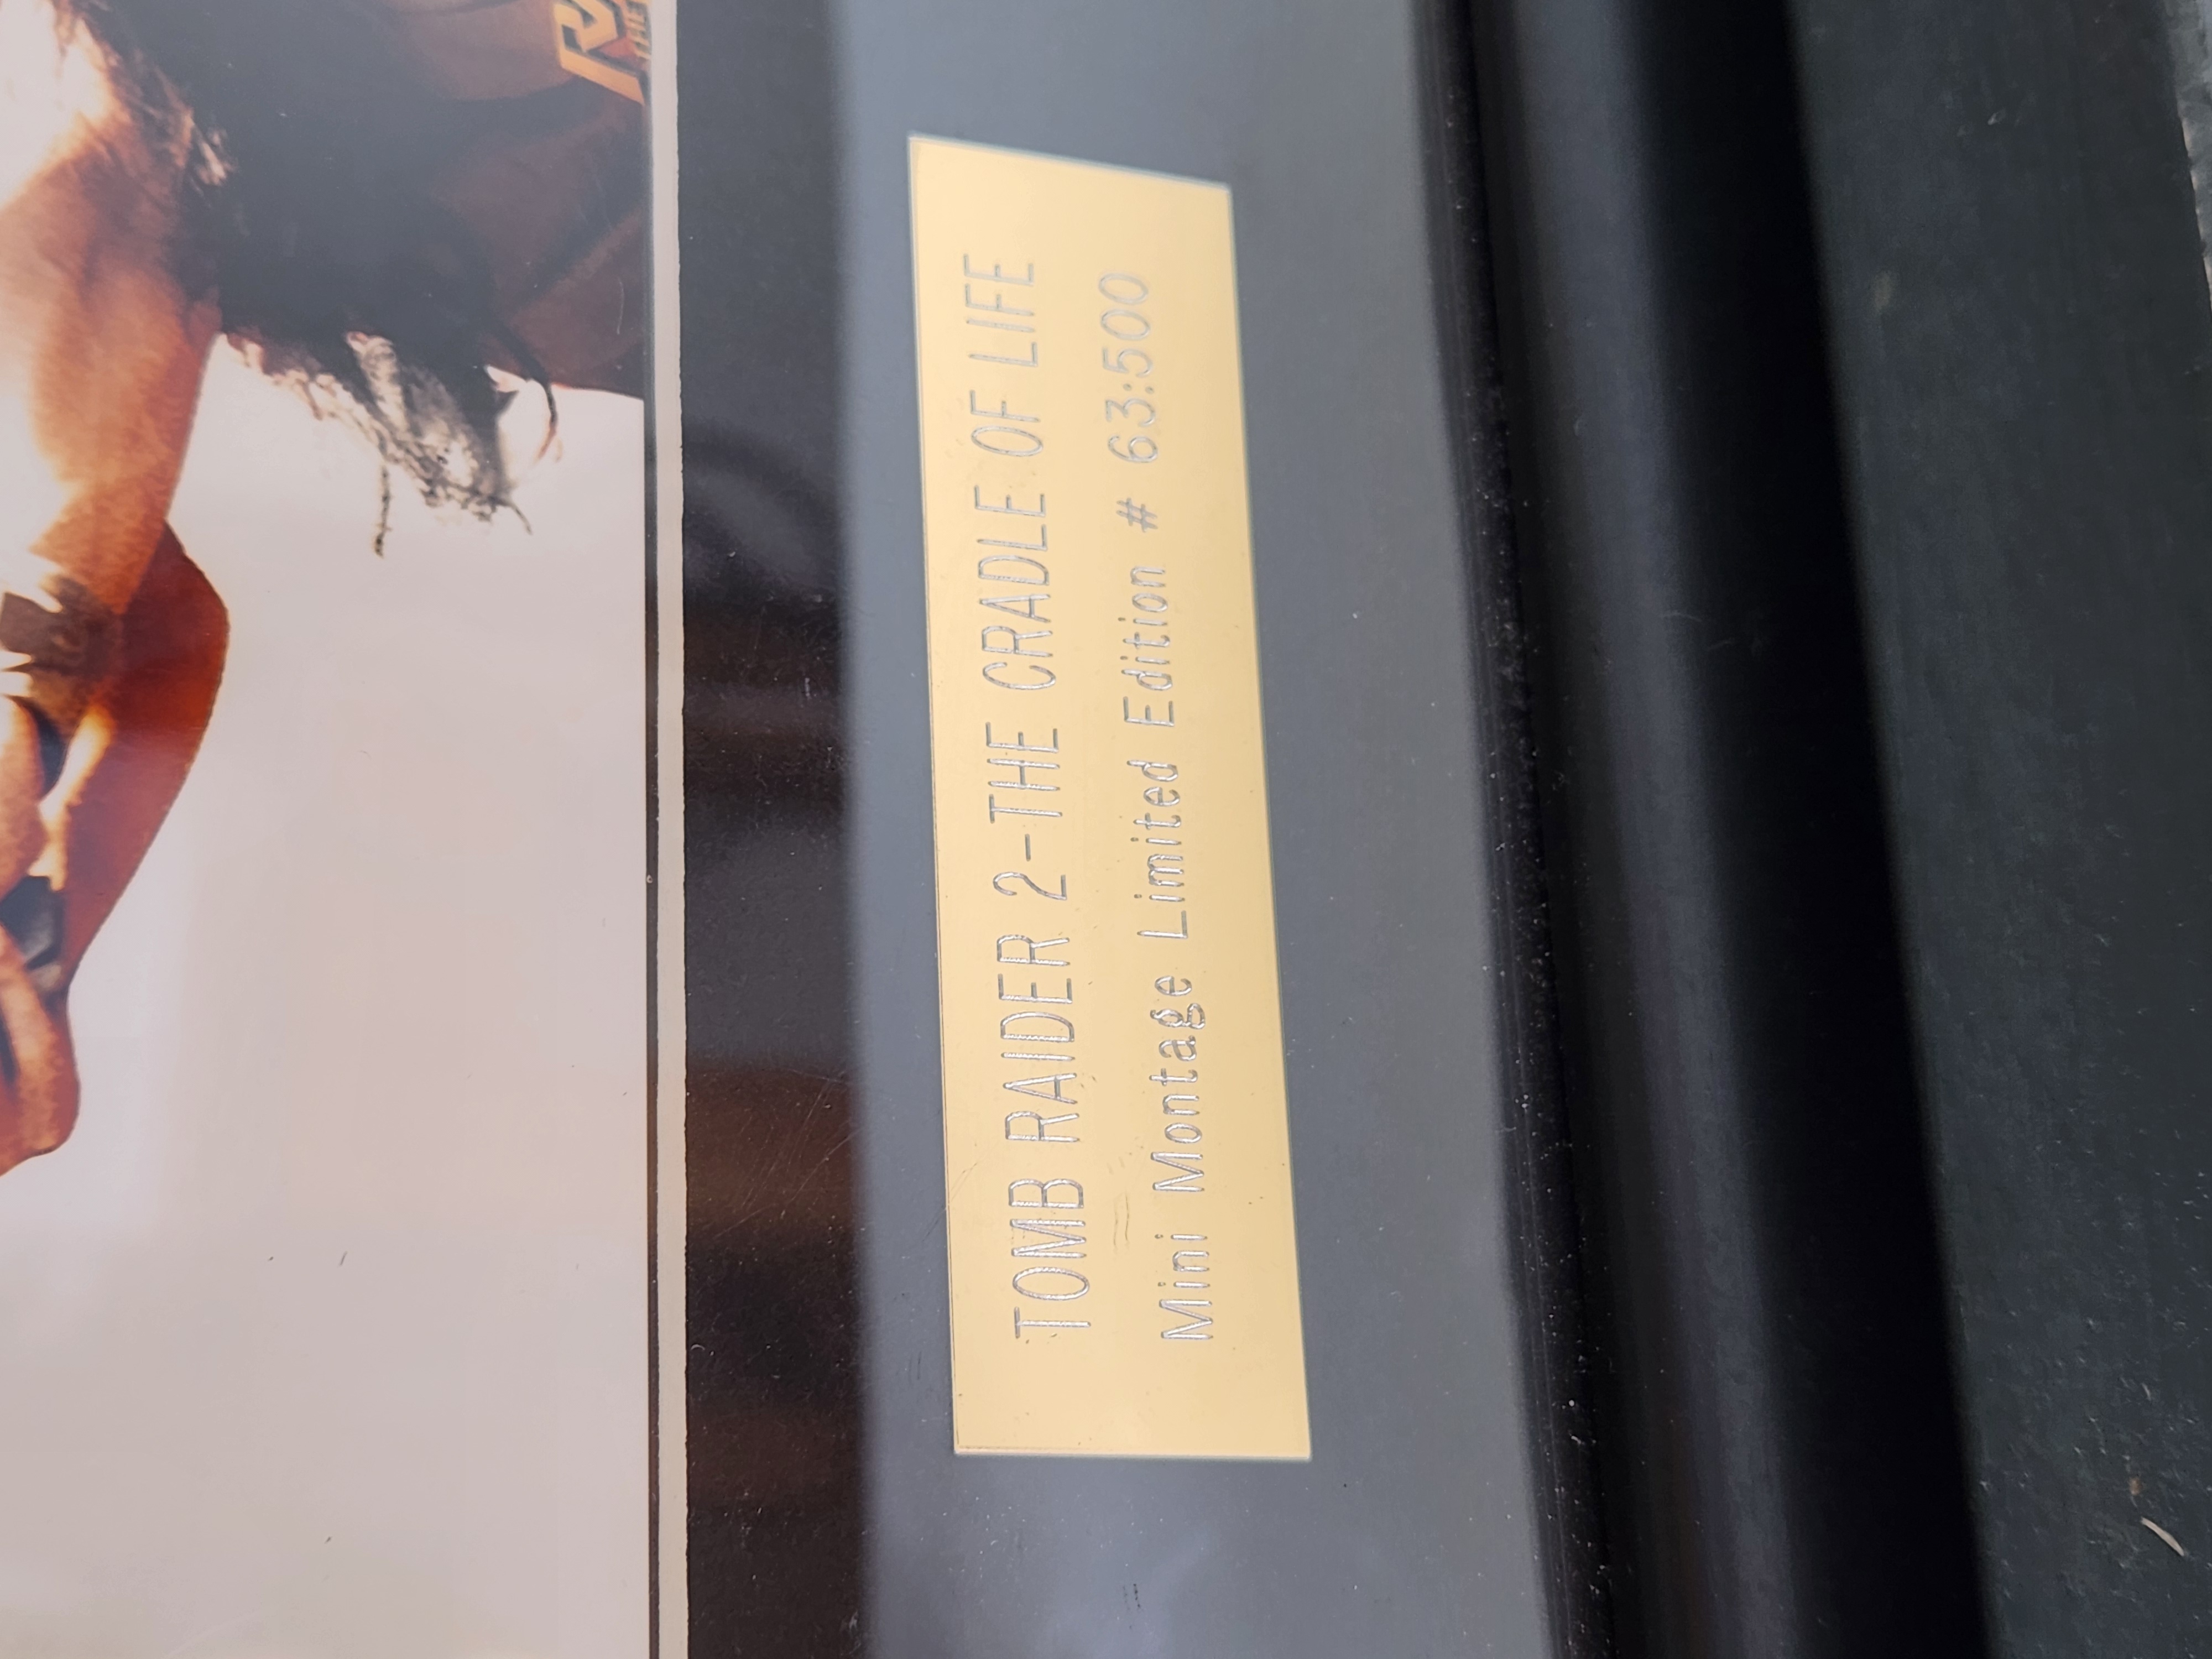 TOMB RAIDER 2-THE CRADLE OF LIFE
Mini Montage Limited Edition # 63:500